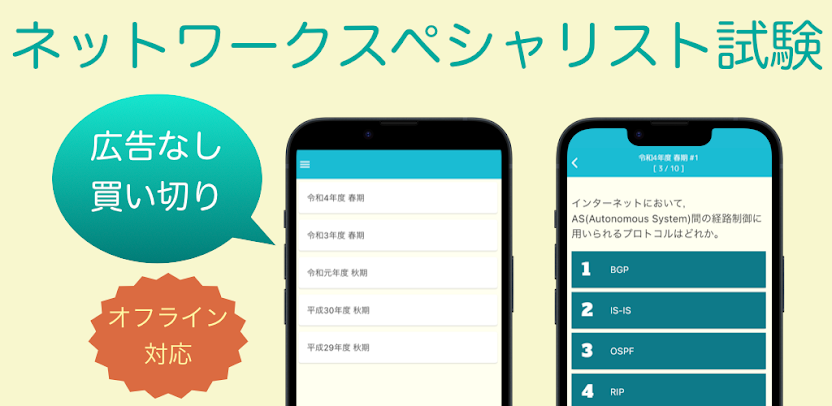 ネットワークスペシャリスト試験
広告なし
買い切り
オフライン
対応
令和4年度 春期
令和3年度 春期
令和元年度 秋期
平成30年度 秋期
平成29年度 秋期
令和4年度 春期 #1
[ 3 / 10 ]
インターネットにおいて,
AS(Autonomous System)間の経路制御に
用いられるプロトコルはどれか。
1 BGP
2 IS-IS
3 OSPF
4 RIP